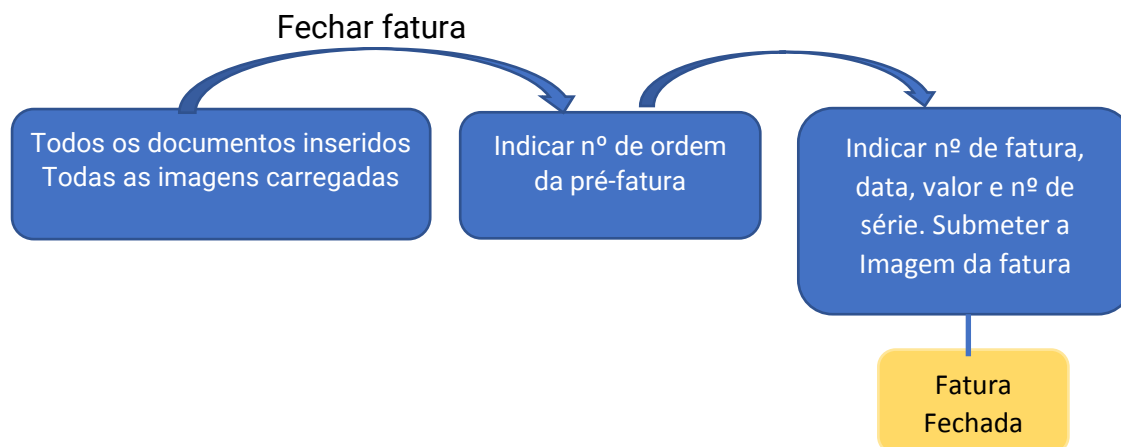 Fechar fatura
Todos os documentos inseridos
Todas as imagens carregadas
Indicar nº de ordem
da pré-fatura
Indicar nº de fatura,
data, valor e nº de
série. Submeter a
Imagem da fatura
Fatura
Fechada